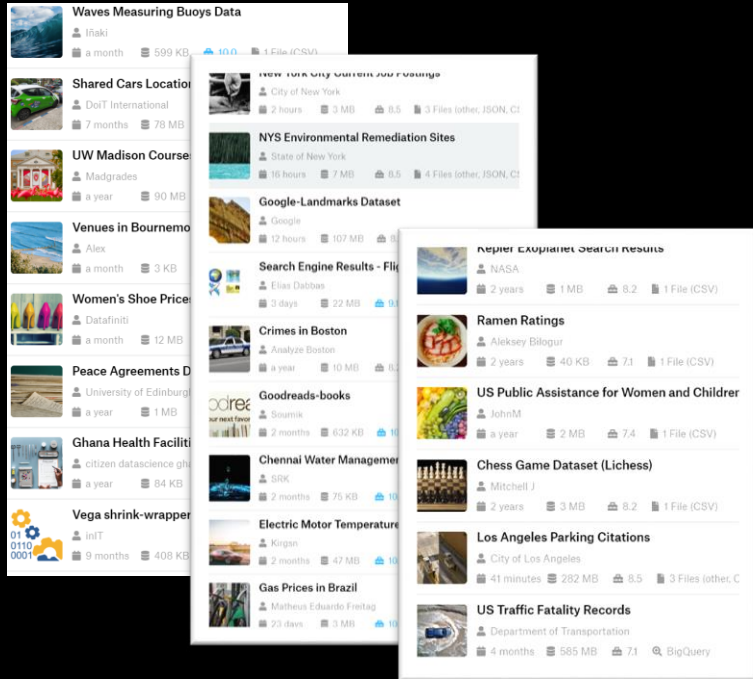 Waves Measuring Buoys Data
Iñaki
a month 599 KB 10.0 1 File (CSV)
Shared Cars Locatio
DoiT International
7 months 78 MB
UW Madison Course
Madgrades
a year 90 MB
Venues in Bournemo
Alex
a month 3 KB
Women's Shoe Prices
Datafiniti
a month 12 MB
Peace Agreements D
University of Edinburgh
a year 1 MB
Ghana Health Faciliti
citizen datascience gha
a year 84 KB
Vega shrink-wrapper
inIT
9 months 408 KB
New York City Current Job Postings
City of New York
2 hours 3 MB 8.5 3 Files (other, JSON, CS
NYS Environmental Remediation Sites
State of New York
16 hours 7 MB 8.5 4 Files (other, JSON, CS
Google-Landmarks Dataset
Google
12 hours 107 MB 8.
Search Engine Results - Flig
Elias Dabbas
3 days 22 MB 9.
Crimes in Boston
Analyze Boston
a year 10 MB 8.2
Goodreads-books
Soumik
2 months 632 KB 10
Chennai Water Managemen
SRK
2 months 75 KB 10
Electric Motor Temperature
Kirgsn
2 months 47 MB 10
Gas Prices in Brazil
Matheus Eduardo Freitag
23 days 3 MB 10
Kepler Exoplanet Search Results
NASA
2 years 1 MB 8.2 1 File (CSV)
Ramen Ratings
Aleksey Bilogur
2 years 40 KB 7.1 1 File (CSV)
US Public Assistance for Women and Children
JohnM
a year 2 MB 7.4 1 File (CSV)
Chess Game Dataset (Lichess)
Mitchell J
2 years 3 MB 8.2 1 File (CSV)
Los Angeles Parking Citations
City of Los Angeles
41 minutes 282 MB 8.5 3 Files (other, C
US Traffic Fatality Records
Department of Transportation
4 months 585 MB 7.1 BigQuery